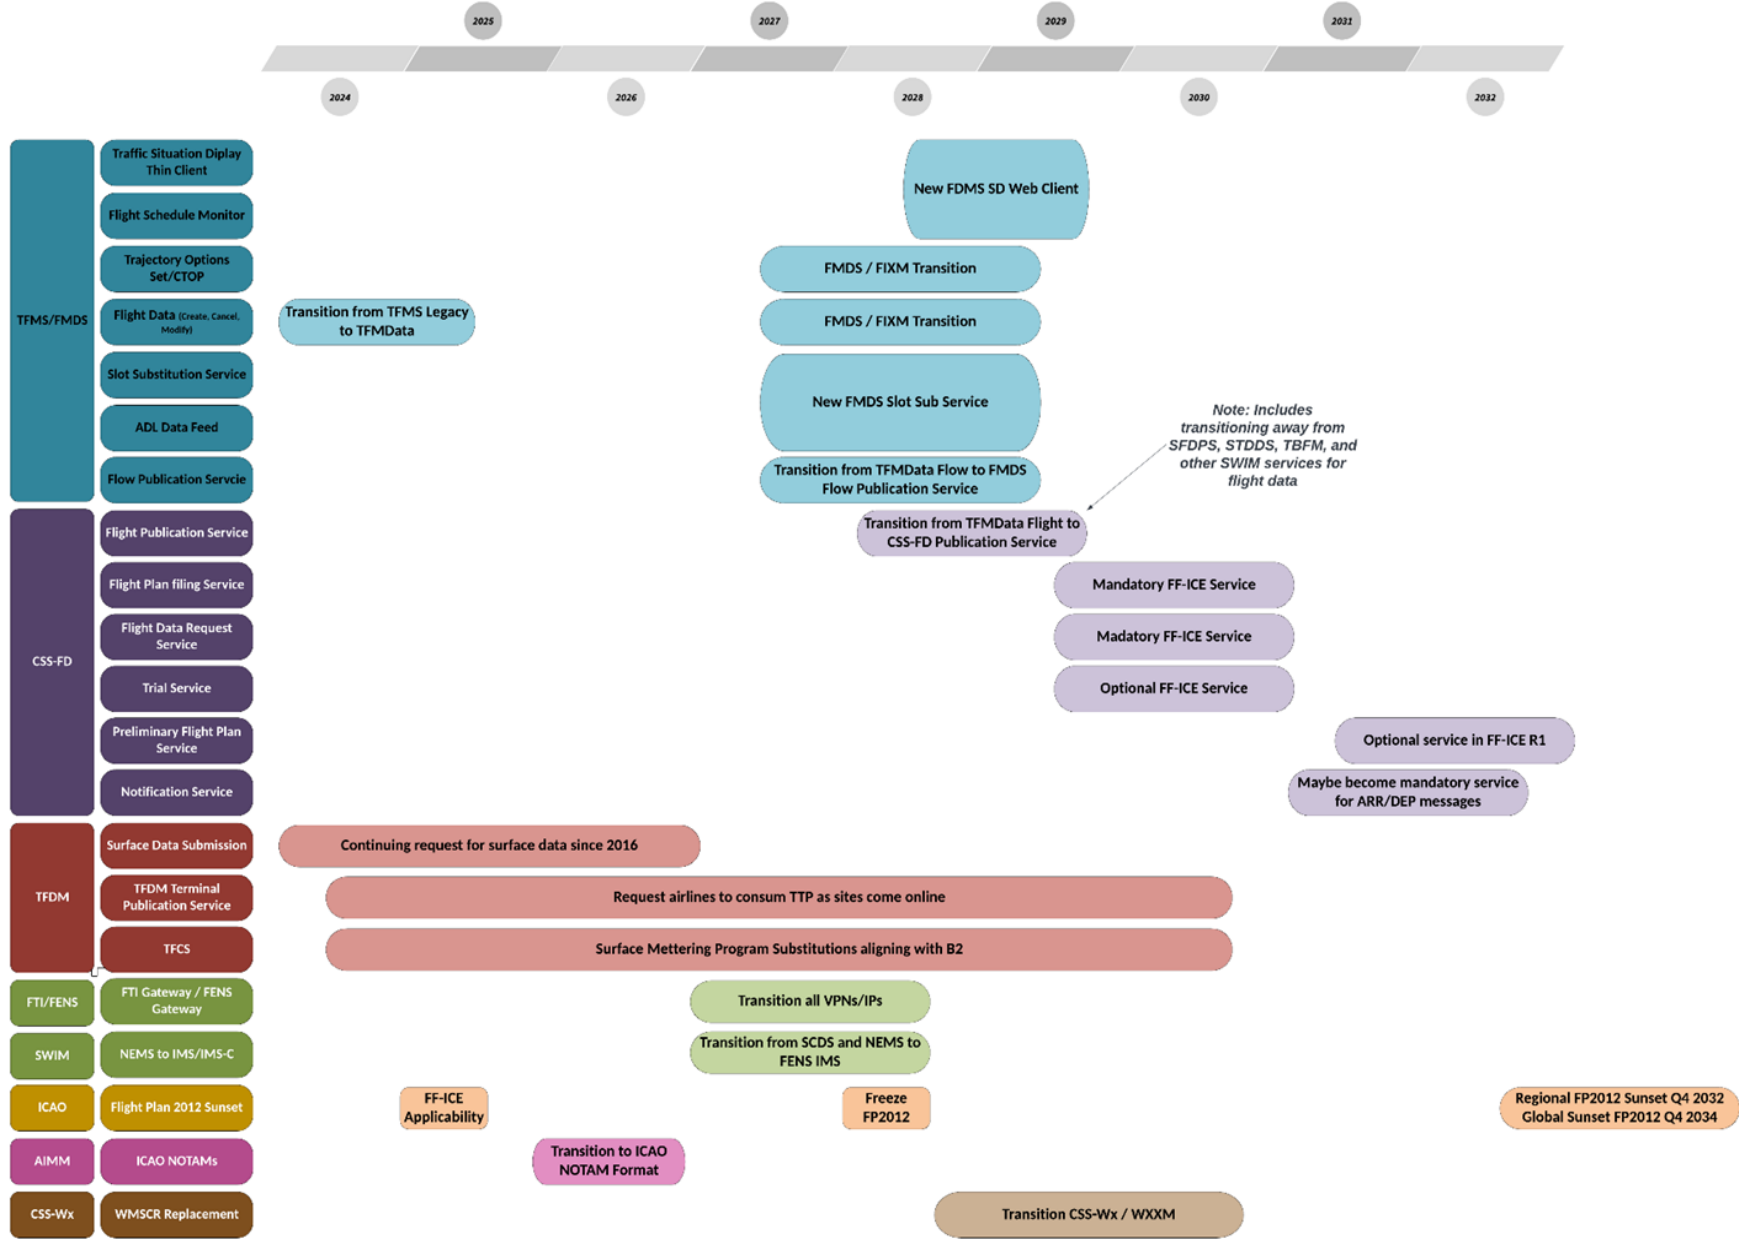 2025
2027
2029
2031
2024
2026
2028
2030
2032
TFMS/FMDS
Traffic Situation Diplay
Thin Client
New FDMS SD Web Client
Flight Schedule Monitor
Trajectory Options
Set/CTOP
FMDS / FIXM Transition
Flight Data (Create, Cancel,
Modify)
Transition from TFMS Legacy
to TFMData
FMDS / FIXM Transition
Slot Substitution Service
New FMDS Slot Sub Service
ADL Data Feed
Flow Publication Servcie
Transition from TFMData Flow to FMDS
Flow Publication Service
Note: Includes
transitioning away from
SFDPS, STDDS, TBFM, and
other SWIM services for
flight data
CSS-FD
Flight Publication Service
Transition from TFMData Flight to
CSS-FD Publication Service
Flight Plan filing Service
Mandatory FF-ICE Service
Flight Data Request
Service
Madatory FF-ICE Service
Trial Service
Optional FF-ICE Service
Preliminary Flight Plan
Service
Optional service in FF-ICE R1
Notification Service
Maybe become mandatory service
for ARR/DEP messages
TFDM
Surface Data Submission
Continuing request for surface data since 2016
TFDM Terminal
Publication Service
Request airlines to consum TTP as sites come online
TFCS
Surface Mettering Program Substitutions aligning with B2
FTI/FENS
FTI Gateway / FENS
Gateway
Transition all VPNs/IPs
SWIM
NEMS to IMS/IMS-C
Transition from SCDS and NEMS to
FENS IMS
ICAO
Flight Plan 2012 Sunset
FF-ICE
Applicability
Freeze
FP2012
Regional FP2012 Sunset Q4 2032
Global Sunset FP2012 Q4 2034
AIMM
ICAO NOTAMs
Transition to ICAO
NOTAM Format
CSS-Wx
WMSCR Replacement
Transition CSS-Wx / WXXM